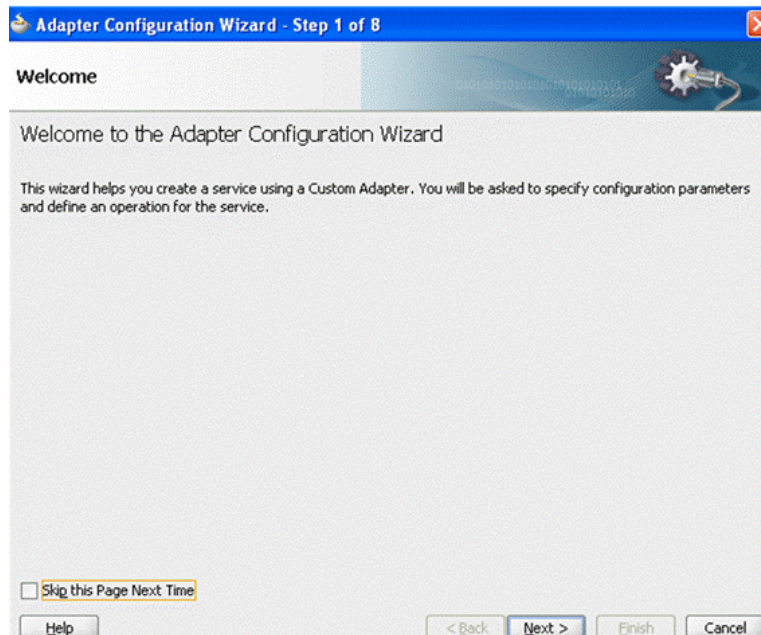 Adapter Configuration Wizard - Step 1 of 8
Welcome
Welcome to the Adapter Configuration Wizard
This wizard helps you create a service using a Custom Adapter. You will be asked to specify configuration parameters
and define an operation for the service.
Skip this Page Next Time
Help < Back Next > Finish Cancel